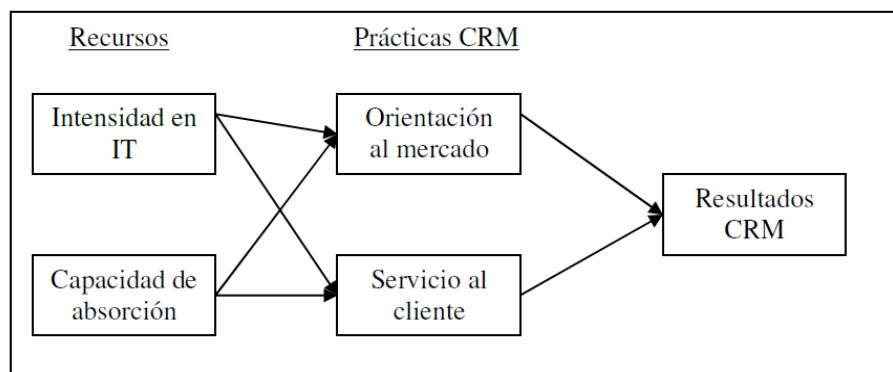 Recursos
Prácticas CRM
Intensidad en
IT
Orientación
al mercado
Resultados
CRM
Capacidad de
absorción
Servicio al
cliente